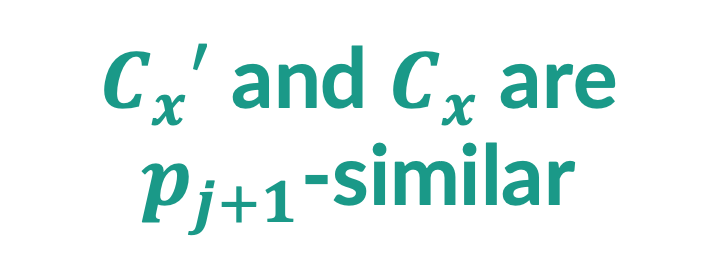 Cₓ′ and Cₓ are
pⱼ₊₁-similar